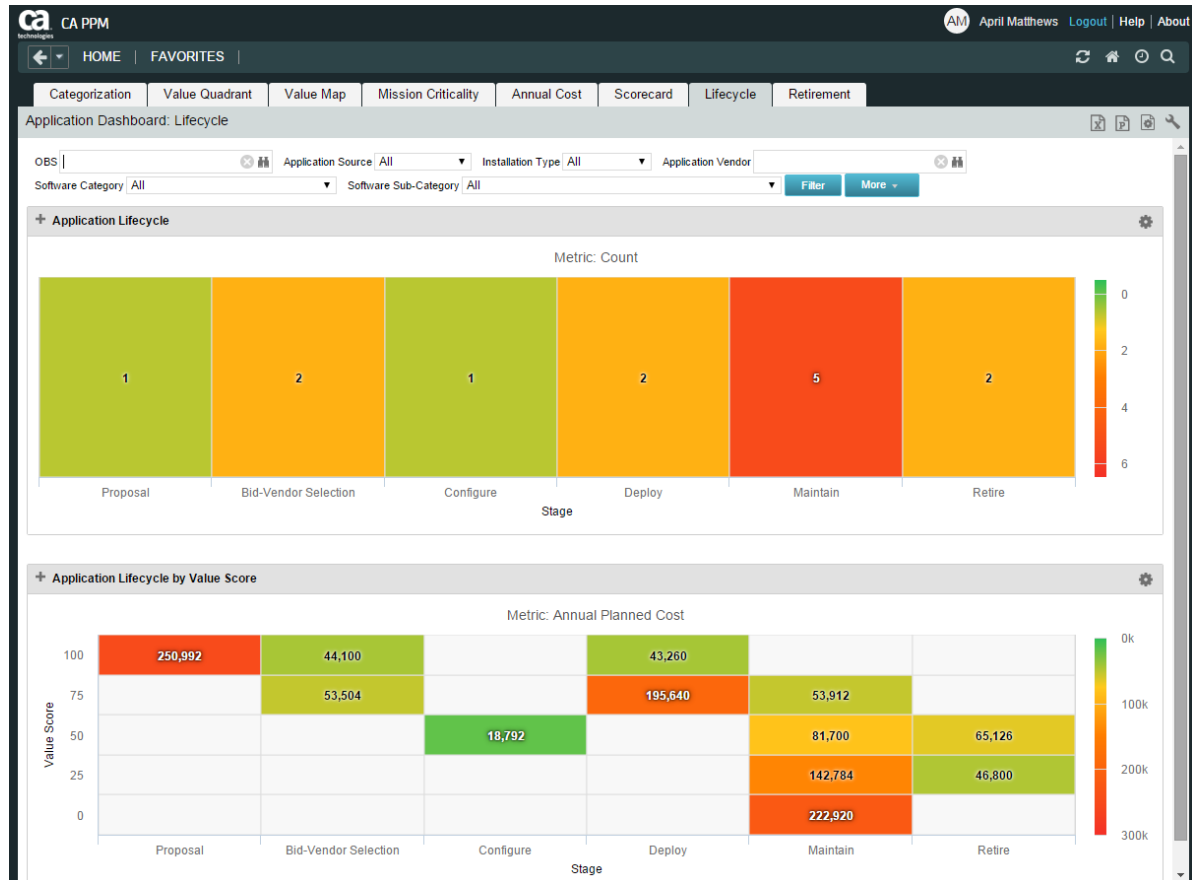 ca technologies CA PPM AM April Matthews Logout | Help | About
HOME | FAVORITES |
Categorization Value Quadrant Value Map Mission Criticality Annual Cost Scorecard Lifecycle Retirement
Application Dashboard: Lifecycle
OBS Application Source All Installation Type All Application Vendor
Software Category All Software Sub-Category All Filter More
Application Lifecycle
Metric: Count
0
2
1 2 1 2 5 2
4
6
Proposal Bid-Vendor Selection Configure Deploy Maintain Retire
Stage
Application Lifecycle by Value Score
Metric: Annual Planned Cost
0k
100 250,992 44,100 43,260
75 53,504 195,640 53,912
100k
Value Score
50 18,792 81,700 65,126
200k
25 142,784 46,800
0 222,920
300k
Proposal Bid-Vendor Selection Configure Deploy Maintain Retire
Stage